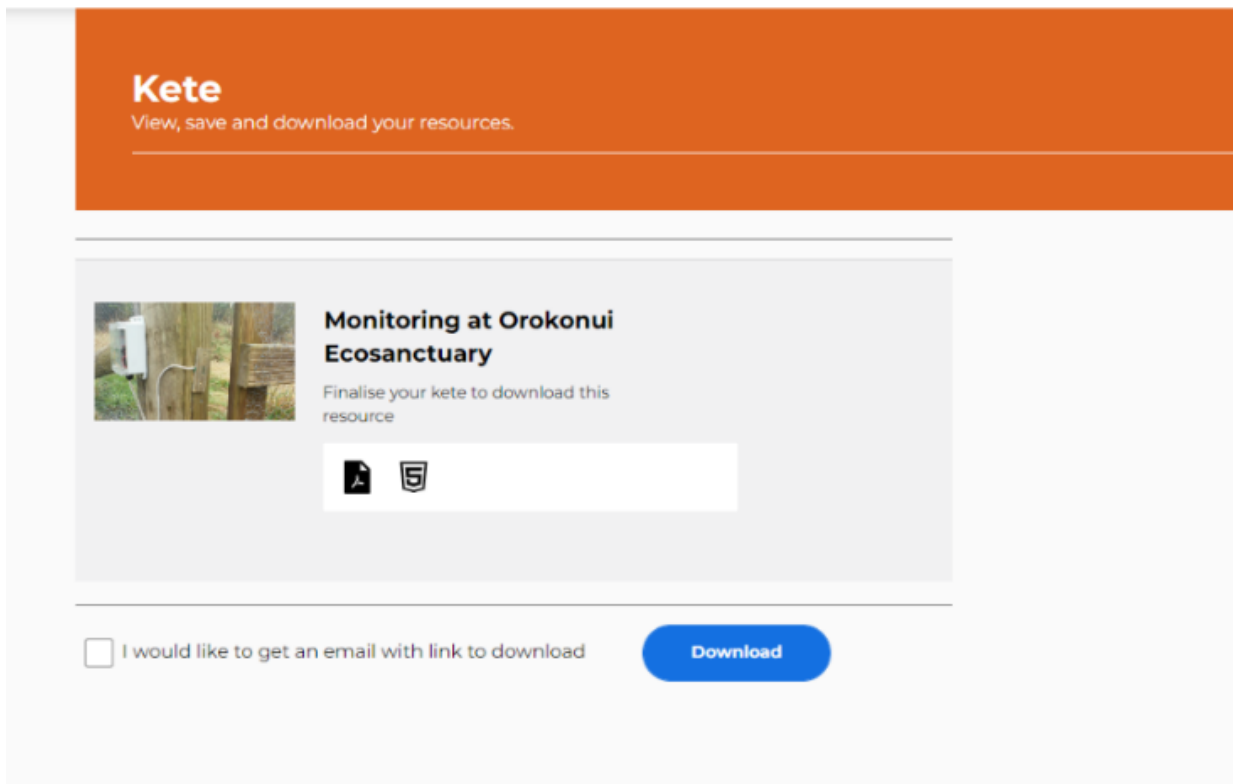 Kete
View, save and download your resources.
Monitoring at Orokonui
Ecosanctuary
Finalise your kete to download this
resource
I would like to get an email with link to download
Download